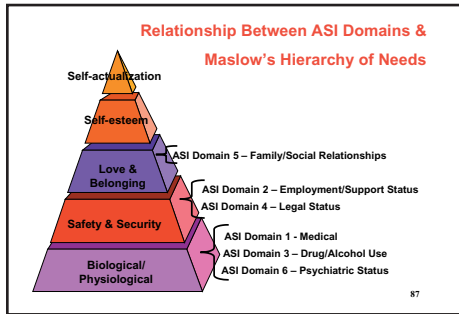 Relationship Between ASI Domains &
Maslow's Hierarchy of Needs
Self-actualization
Self-esteem
ASI Domain 5 – Family/Social Relationships
Love &
Belonging
ASI Domain 2 – Employment/Support Status
ASI Domain 4 – Legal Status
Safety & Security
ASI Domain 1 - Medical
ASI Domain 3 – Drug/Alcohol Use
ASI Domain 6 – Psychiatric Status
Biological/
Physiological
87